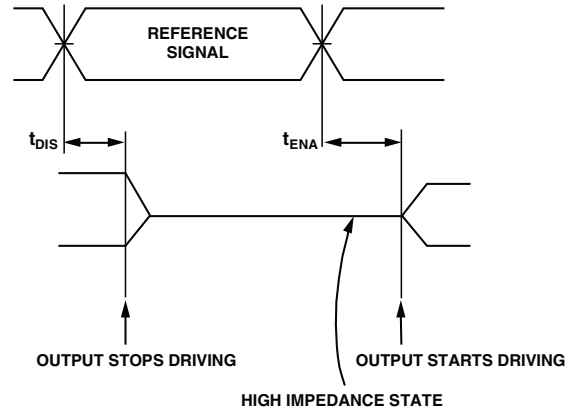 REFERENCE
SIGNAL
tDIS
tENA
OUTPUT STOPS DRIVING
OUTPUT STARTS DRIVING
HIGH IMPEDANCE STATE